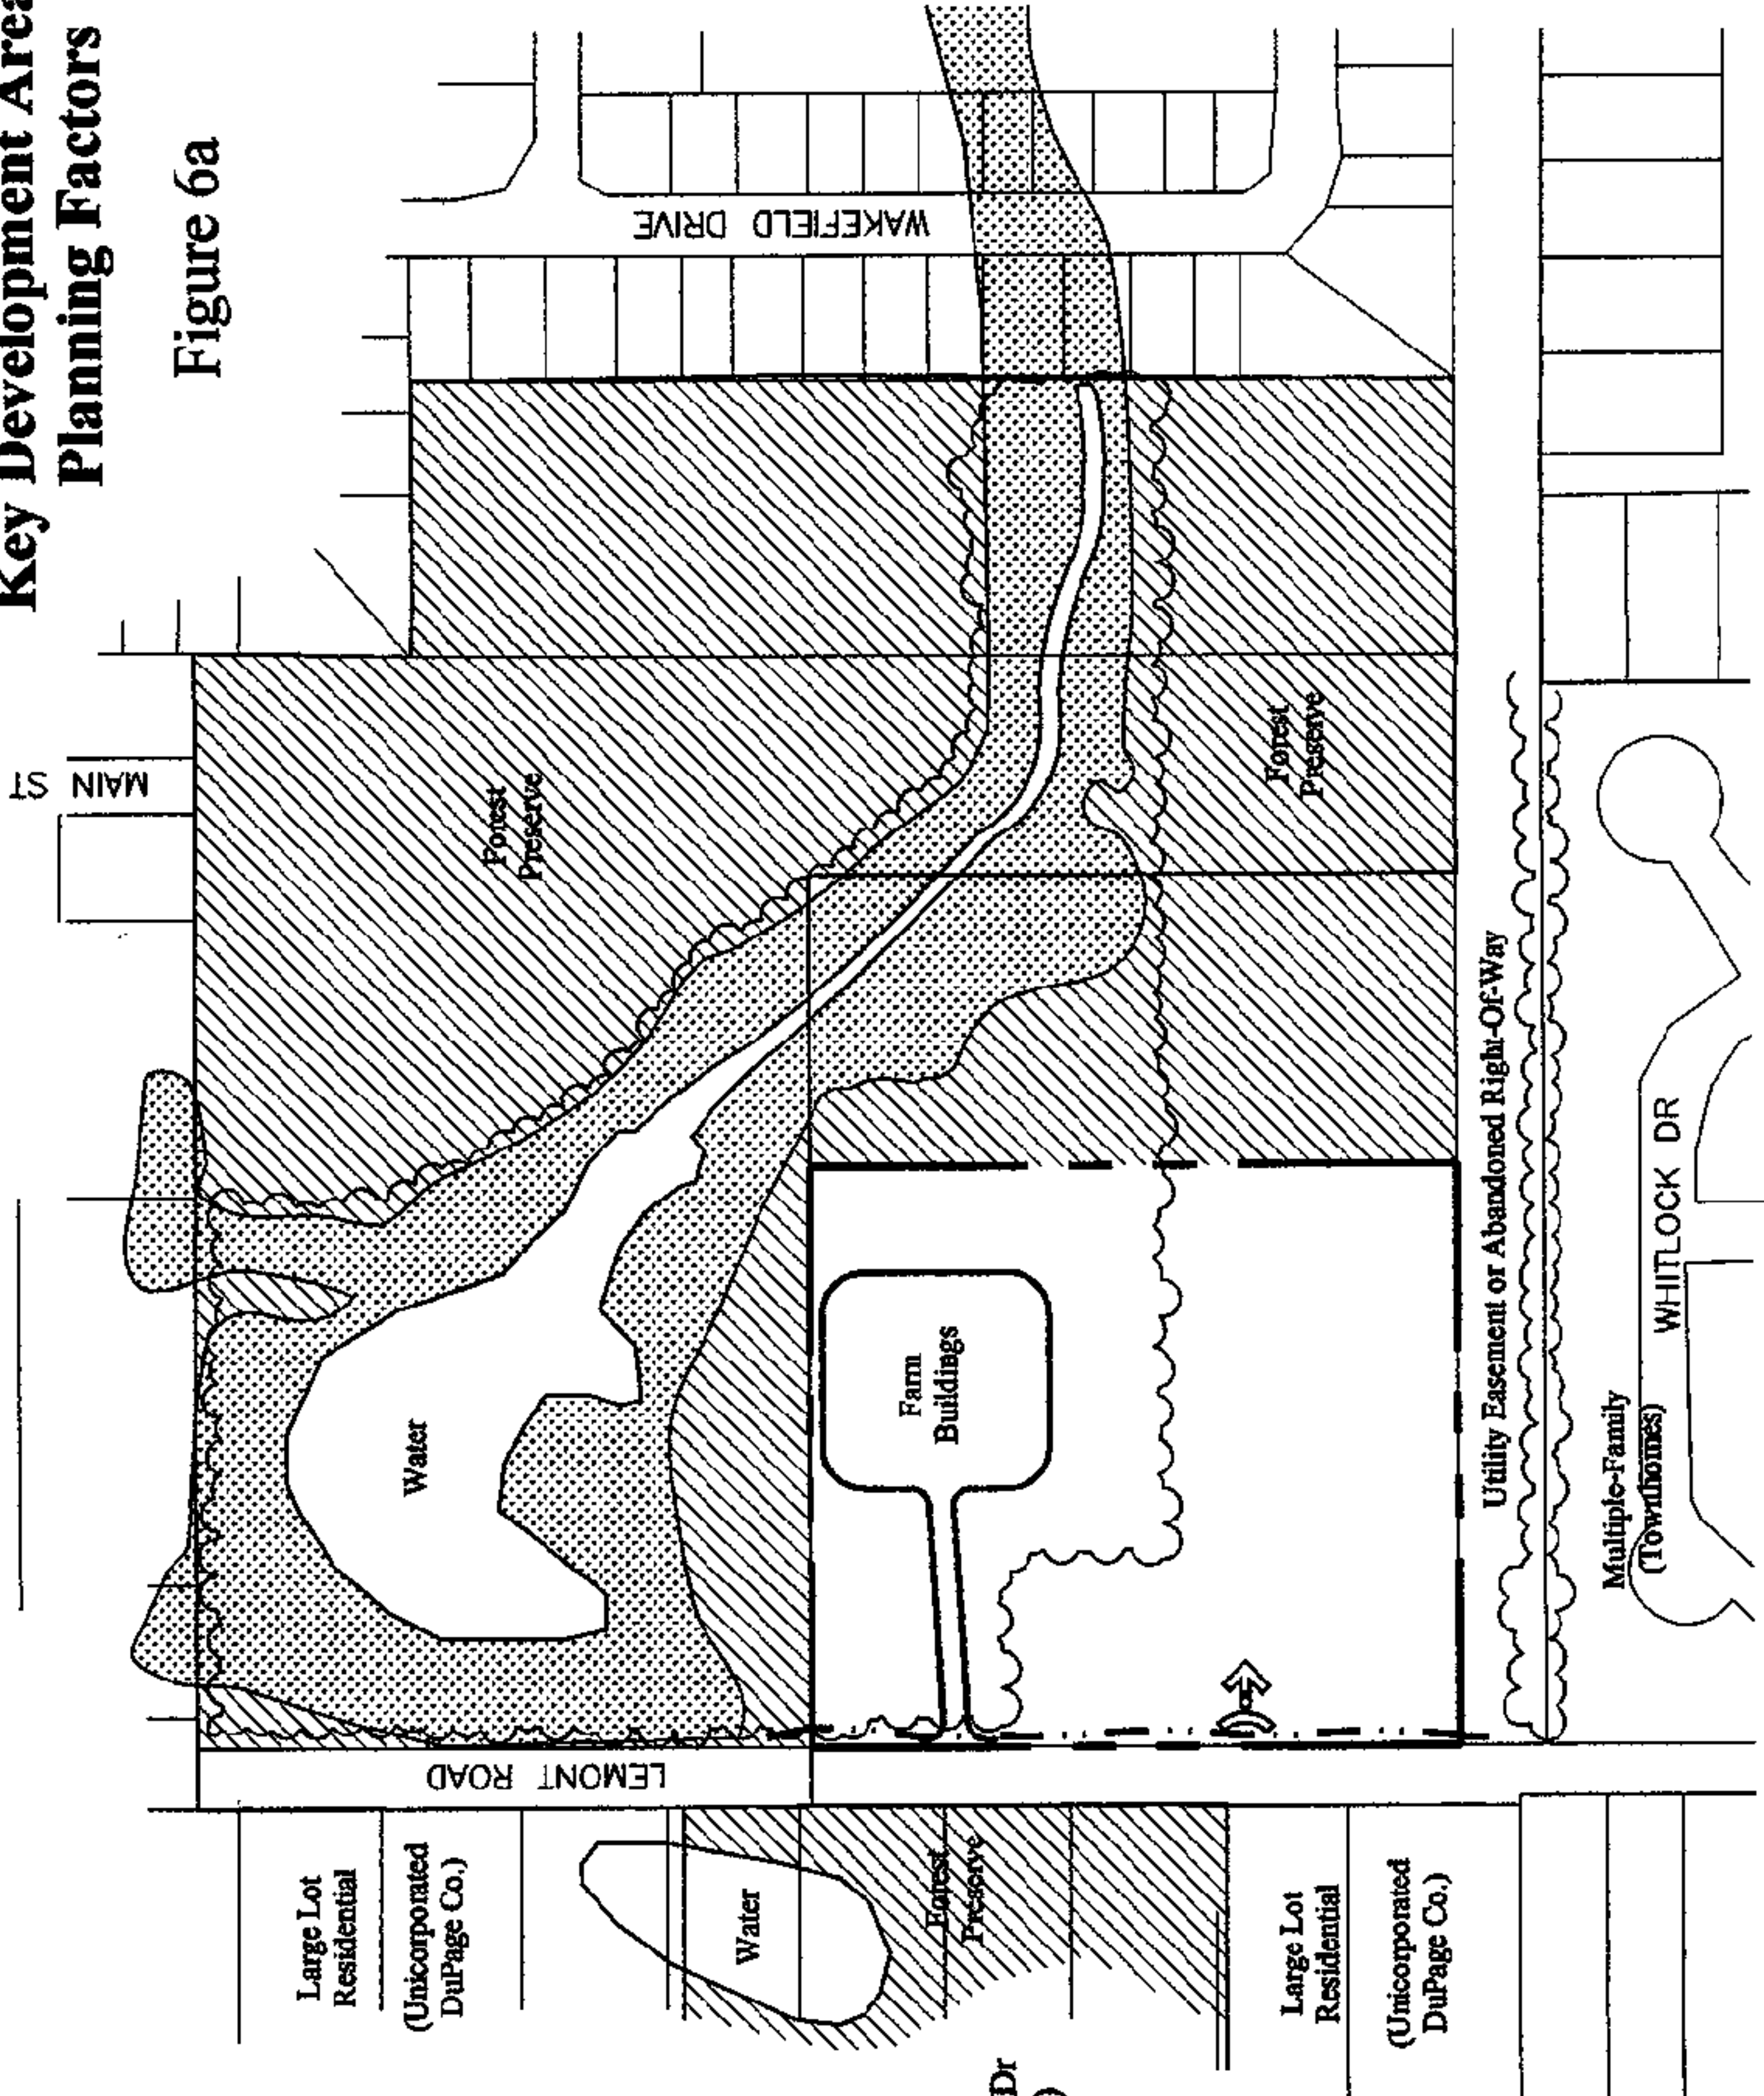 Key Development Area
Planning Factors
Figure 6a
MAIN ST
WAKEFIELD DRIVE
Forest
Preserve
Forest
Preserve
Water
Farm
Buildings
LEMONT ROAD
Utility Easement or Abandoned Right-Of-Way
WHITLOCK DR
Multiple-Family
(Townhomes)
Large Lot
Residential
(Unicorporated
DuPage Co.)
Water
Forest
Preserve
Large Lot
Residential
(Unicorporated
DuPage Co.)
Dr